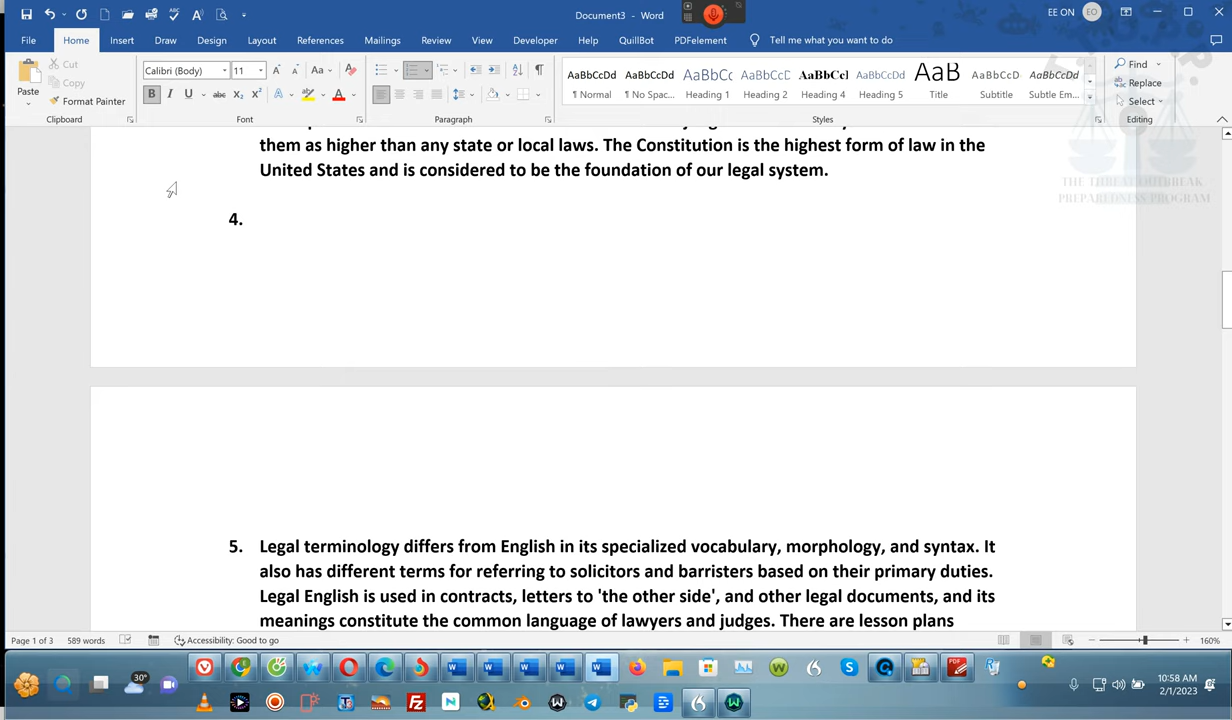 Document3 - Word
EE ON
EO
File
Home
Insert
Draw
Design
Layout
References
Mailings
Review
View
Developer
Help
QuillBot
PDFelement
Tell me what you want to do
Paste
Cut
Copy
Format Painter
Clipboard
Calibri (Body)
11
Font
Paragraph
AaBbCcDd
¶ Normal
AaBbCcDd
¶ No Spac...
AaBbCc
Heading 1
AaBbCcDd
Heading 2
AaBbCcI
Heading 4
AaBbCcDd
Heading 5
AaB
Title
AaBbCcD
Subtitle
AaBbCcDd
Subtle Em...
Styles
Find
Replace
Select
Editing
THE THREAT OUTBREAK
PREPAREDNESS PROGRAM
them as higher than any state or local laws. The Constitution is the highest form of law in the
United States and is considered to be the foundation of our legal system.
4.
5. Legal terminology differs from English in its specialized vocabulary, morphology, and syntax. It
also has different terms for referring to solicitors and barristers based on their primary duties.
Legal English is used in contracts, letters to 'the other side', and other legal documents, and its
meanings constitute the common language of lawyers and judges. There are lesson plans
Page 1 of 3
589 words
Accessibility: Good to go
160%
30°
10:58 AM
2/1/2023